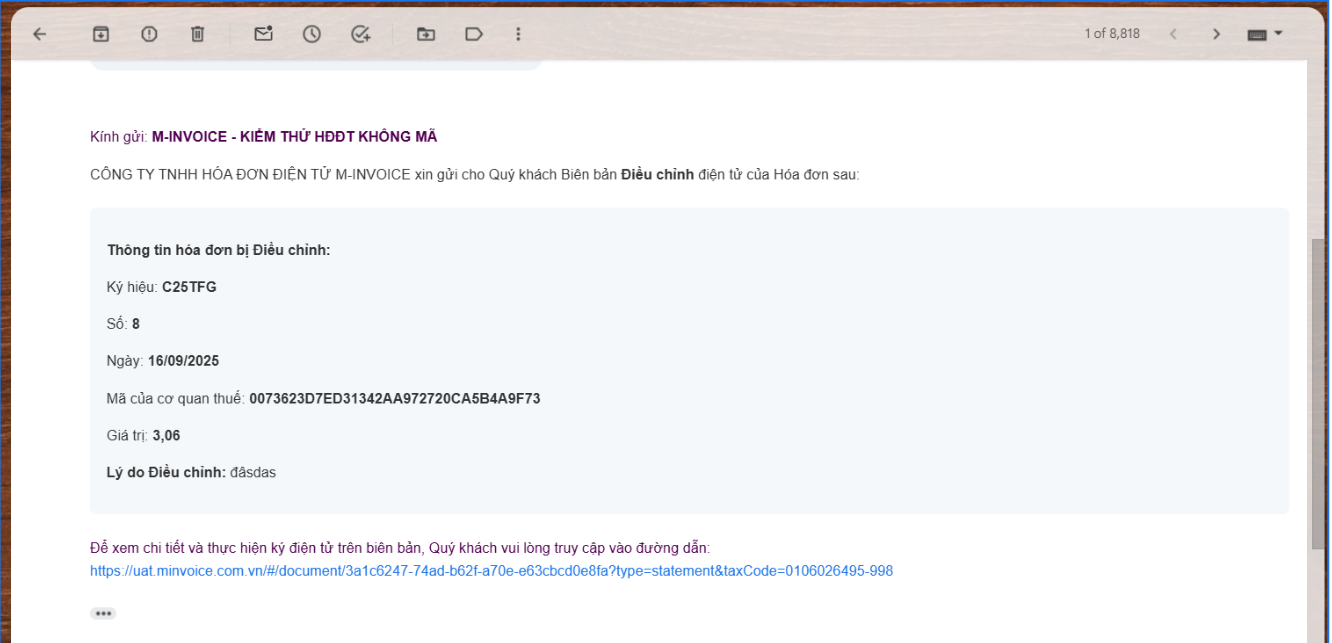 1 of 8,818
Kính gửi: M-INVOICE - KIỂM THỬ HĐĐT KHÔNG MÃ
CÔNG TY TNHH HÓA ĐƠN ĐIỆN TỬ M-INVOICE xin gửi cho Quý khách Biên bản Điều chỉnh điện tử của Hóa đơn sau:
Thông tin hóa đơn bị Điều chỉnh:
Ký hiệu: C25TFG
Số: 8
Ngày: 16/09/2025
Mã của cơ quan thuế: 0073623D7ED31342AA972720CA5B4A9F73
Giá trị: 3,06
Lý do Điều chỉnh: đâsdas
Để xem chi tiết và thực hiện ký điện tử trên biên bản, Quý khách vui lòng truy cập vào đường dẫn:
https://uat.minvoice.com.vn/#/document/3a1c6247-74ad-b62f-a70e-e63cbcd0e8fa?type=statement&taxCode=0106026495-998